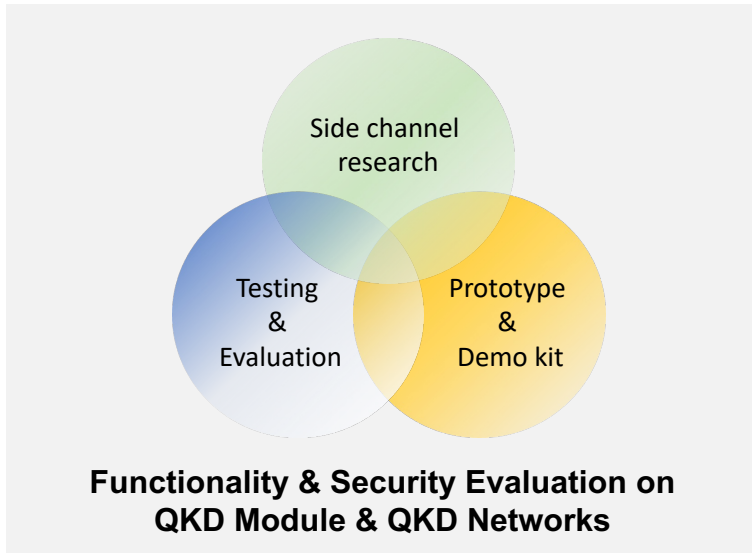 Side channel
research
Testing
&
Evaluation
Prototype
&
Demo kit
Functionality & Security Evaluation on
QKD Module & QKD Networks